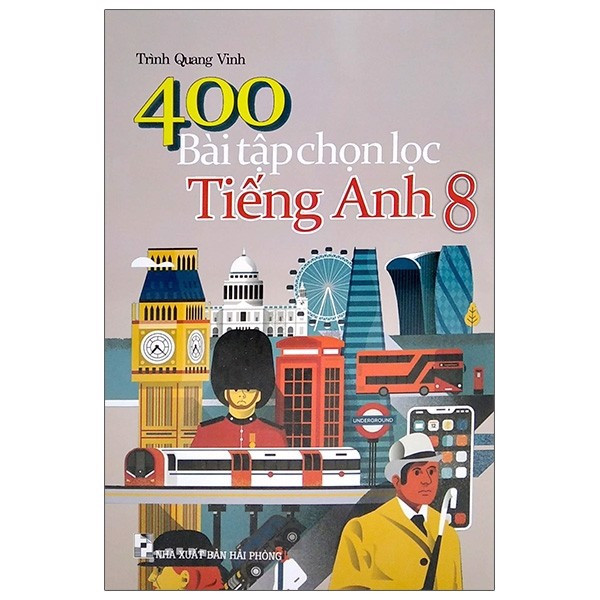 Trình Quang Vinh
400
Bài tập chọn lọc
Tiếng Anh 8
UNDERGROUND
NHÀ XUẤT BẢN HẢI PHÒNG